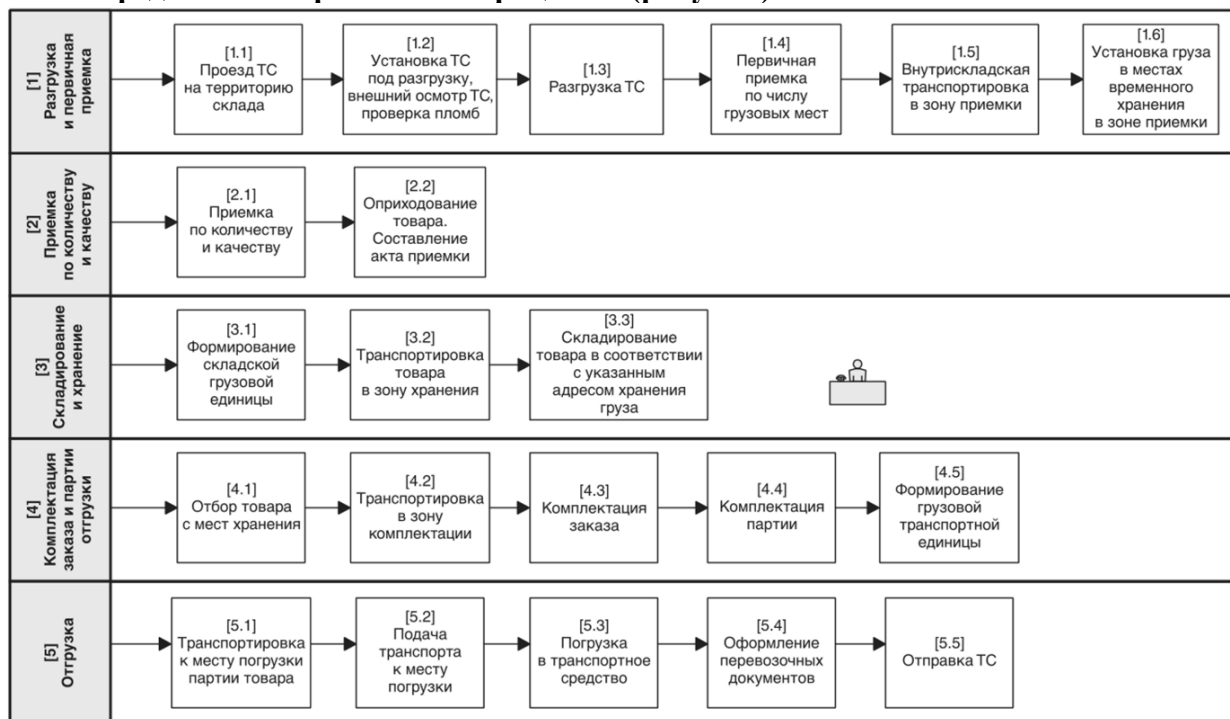 [1]
Разгрузка
и первичная
приемка
[1.1]
Проезд ТС
на территорию
склада
[1.2]
Установка ТС
под разгрузку,
внешний осмотр ТС,
проверка пломб
[1.3]
Разгрузка ТС
[1.4]
Первичная
приемка
по числу
грузовых мест
[1.5]
Внутрискладская
транспортировка
в зону приемки
[1.6]
Установка груза
в местах
временного
хранения
в зоне приемки
[2]
Приемка
по количеству
и качеству
[2.1]
Приемка
по количеству
и качеству
[2.2]
Оприходование
товара.
Составление
акта приемки
[3]
Складирование
и хранение
[3.1]
Формирование
складской
грузовой
единицы
[3.2]
Транспортировка
товара
в зону хранения
[3.3]
Складирование
товара в соответствии
с указанным
адресом хранения
груза
[4]
Комплектация
заказа и партии
отгрузки
[4.1]
Отбор товара
с мест хранения
[4.2]
Транспортировка
в зону
комплектации
[4.3]
Комплектация
заказа
[4.4]
Комплектация
партии
[4.5]
Формирование
грузовой
транспортной
единицы
[5]
Отгрузка
[5.1]
Транспортировка
к месту погрузки
партии товара
[5.2]
Подача
транспорта
к месту
погрузки
[5.3]
Погрузка
в транспортное
средство
[5.4]
Оформление
перевозочных
документов
[5.5]
Отправка ТС